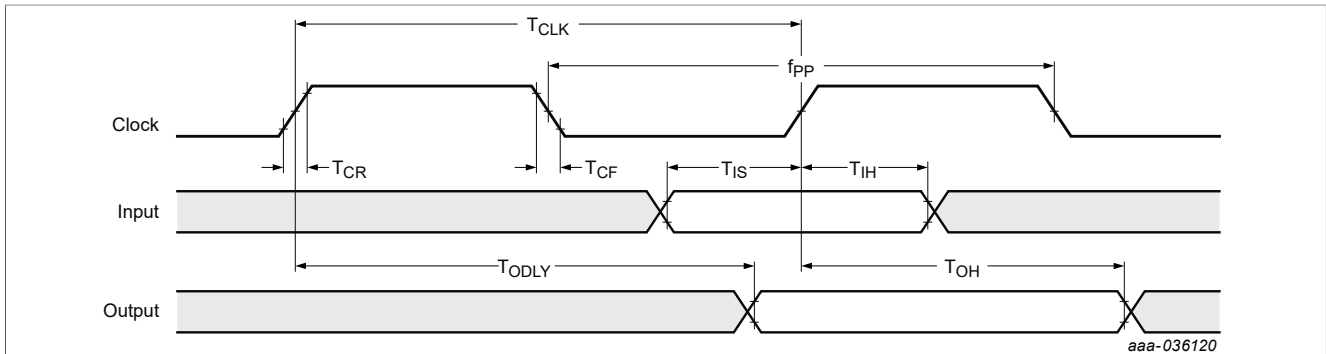 TCLK
fPP
Clock
TCR
TCF
TIS
TIH
Input
TODLY
TOH
Output
aaa-036120